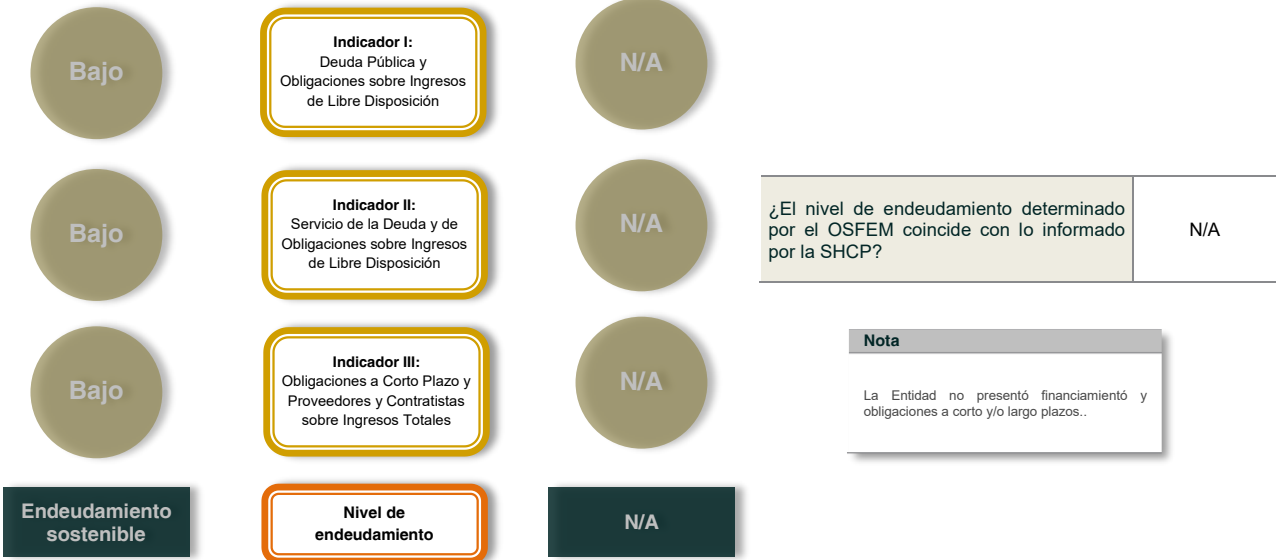 Bajo
Indicador I:
Deuda Pública y
Obligaciones sobre Ingresos
de Libre Disposición
N/A
Bajo
Indicador II:
Servicio de la Deuda y de
Obligaciones sobre Ingresos
de Libre Disposición
N/A
¿El nivel de endeudamiento determinado
por el OSFEM coincide con lo informado
por la SHCP?
N/A
Bajo
Indicador III:
Obligaciones a Corto Plazo y
Proveedores y Contratistas
sobre Ingresos Totales
N/A
Nota
La Entidad no presentó financiamientó y
obligaciones a corto y/o largo plazos..
Endeudamiento
sostenible
Nivel de
endeudamiento
N/A